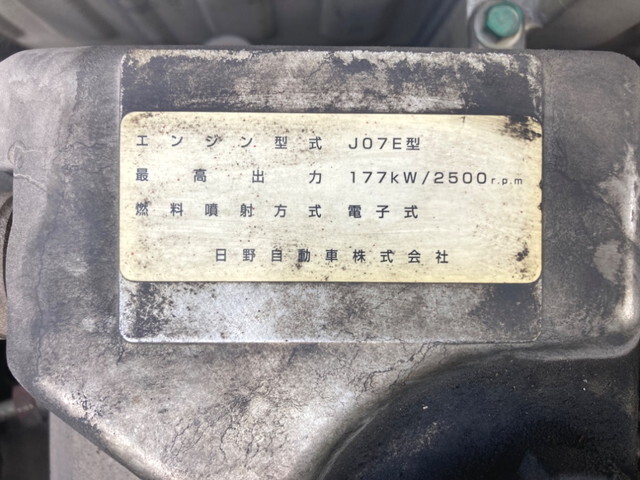 エンジン型式 J07E型
最高出力 177kW/2500r.p.m
燃料噴射方式 電子式
日野自動車株式会社